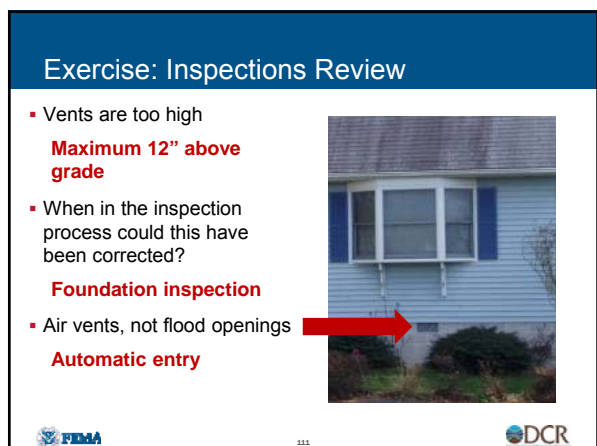 Exercise: Inspections Review
▪ Vents are too high
Maximum 12” above
grade
▪ When in the inspection
process could this have
been corrected?
Foundation inspection
▪ Air vents, not flood openings
Automatic entry
FEMA
111
DCR